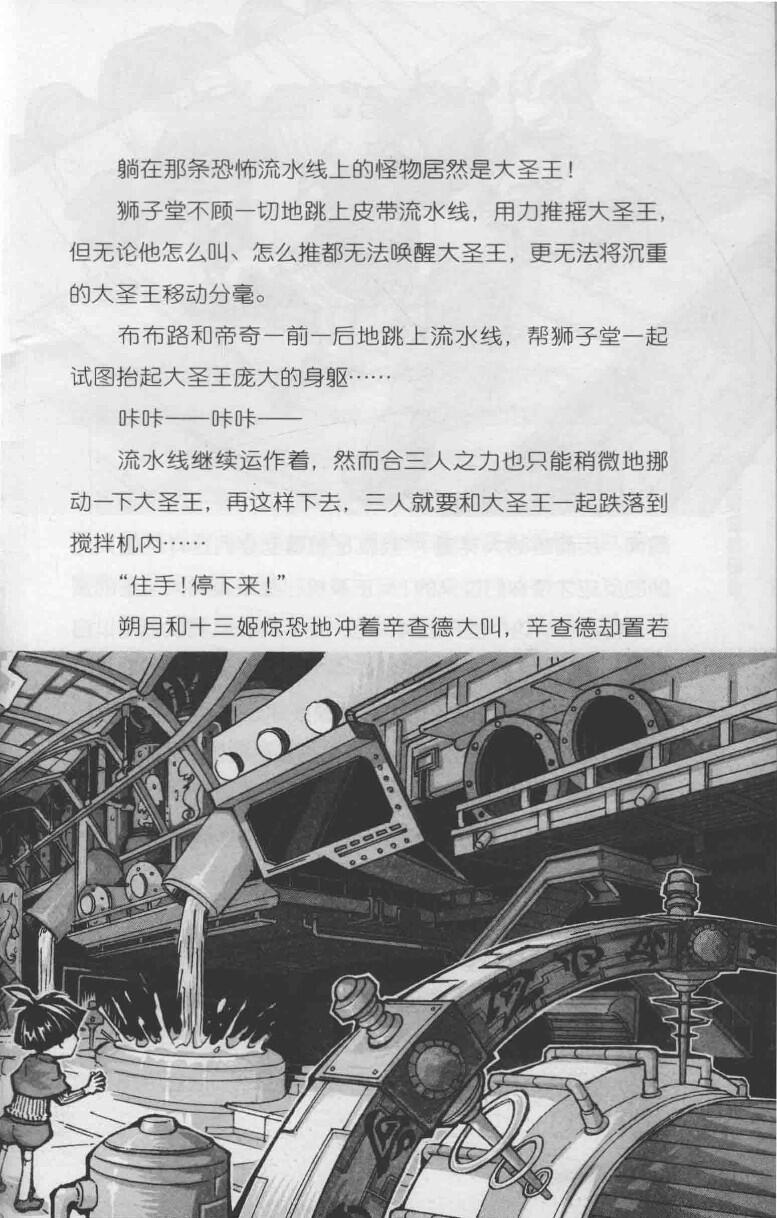 躺在那条恐怖流水线上的怪物居然是大圣王！
狮子堂不顾一切地跳上皮带流水线，用力推摇大圣王，
但无论他怎么叫、怎么推都无法唤醒大圣王，更无法将沉重
的大圣王移动分毫。
布布路和帝奇一前一后地跳上流水线，帮狮子堂一起
试图抬起大圣王庞大的身躯……
咔咔——咔咔——
流水线继续运作着，然而合三人之力也只能稍微地挪
动一下大圣王，再这样下去，三人就要和大圣王一起跌落到
搅拌机内……
“住手！停下来！”
朔月和十三姬惊恐地冲着辛查德大叫，辛查德却置若